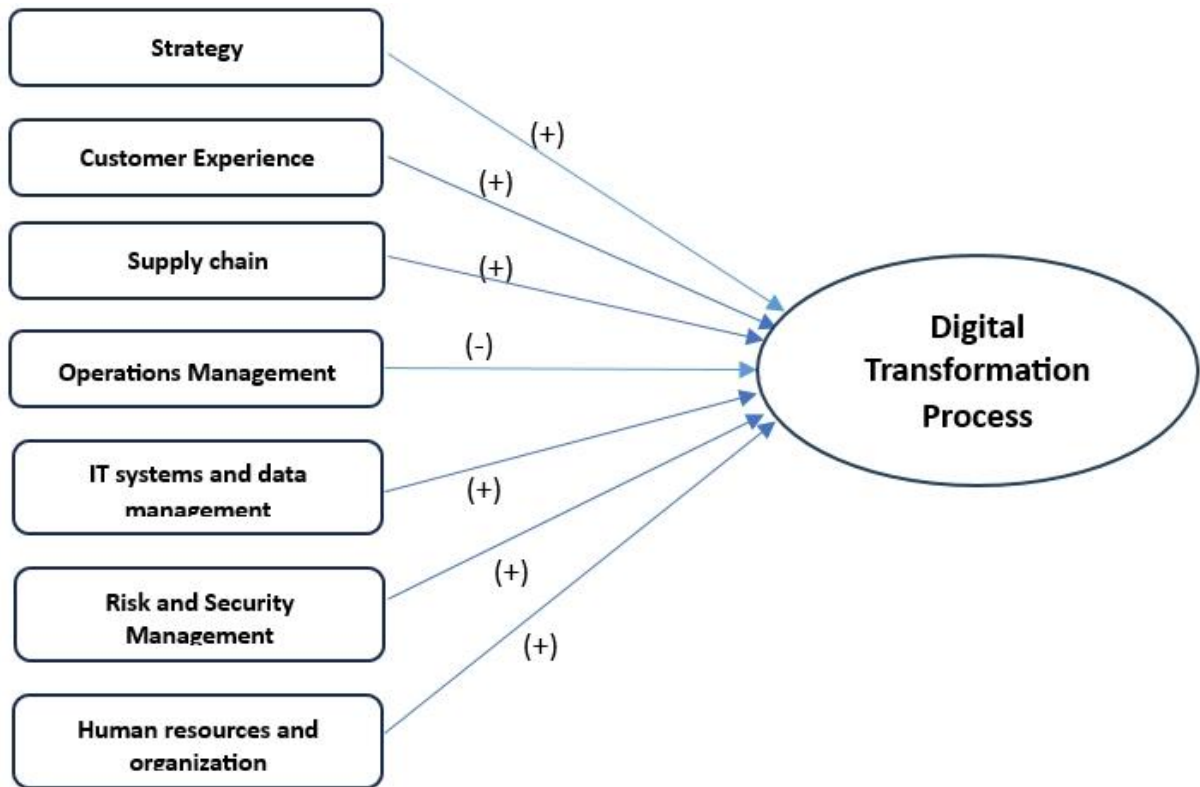 Strategy
(+)
Customer Experience
(+)
Supply chain
(+)
Operations Management
(-)
IT systems and data
management
(+)
Risk and Security
Management
(+)
Human resources and
organization
(+)
Digital
Transformation
Process